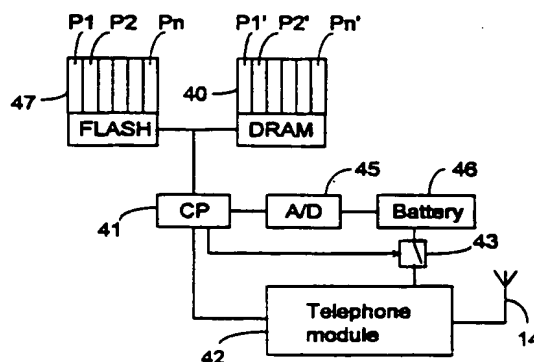 P1 P2 Pn P1' P2' Pn'
47 40
FLASH DRAM
45 46
CP A/D Battery
41 43
Telephone
module
42 14